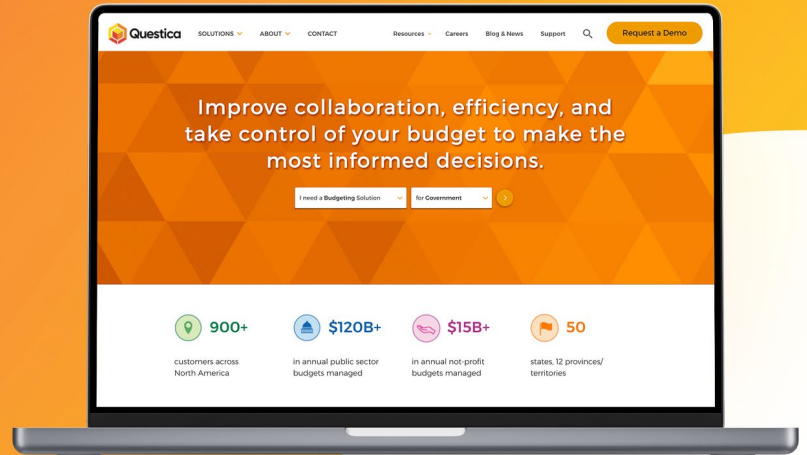 Questica SOLUTIONS ABOUT CONTACT Resources Careers Blog & News Support Request a Demo
Improve collaboration, efficiency, and
take control of your budget to make the
most informed decisions.
I need a Budgeting Solution for Government
900+ $120B+ $15B+ 50
customers across in annual public sector in annual not-profit states, 12 provinces/
North America budgets managed budgets managed territories